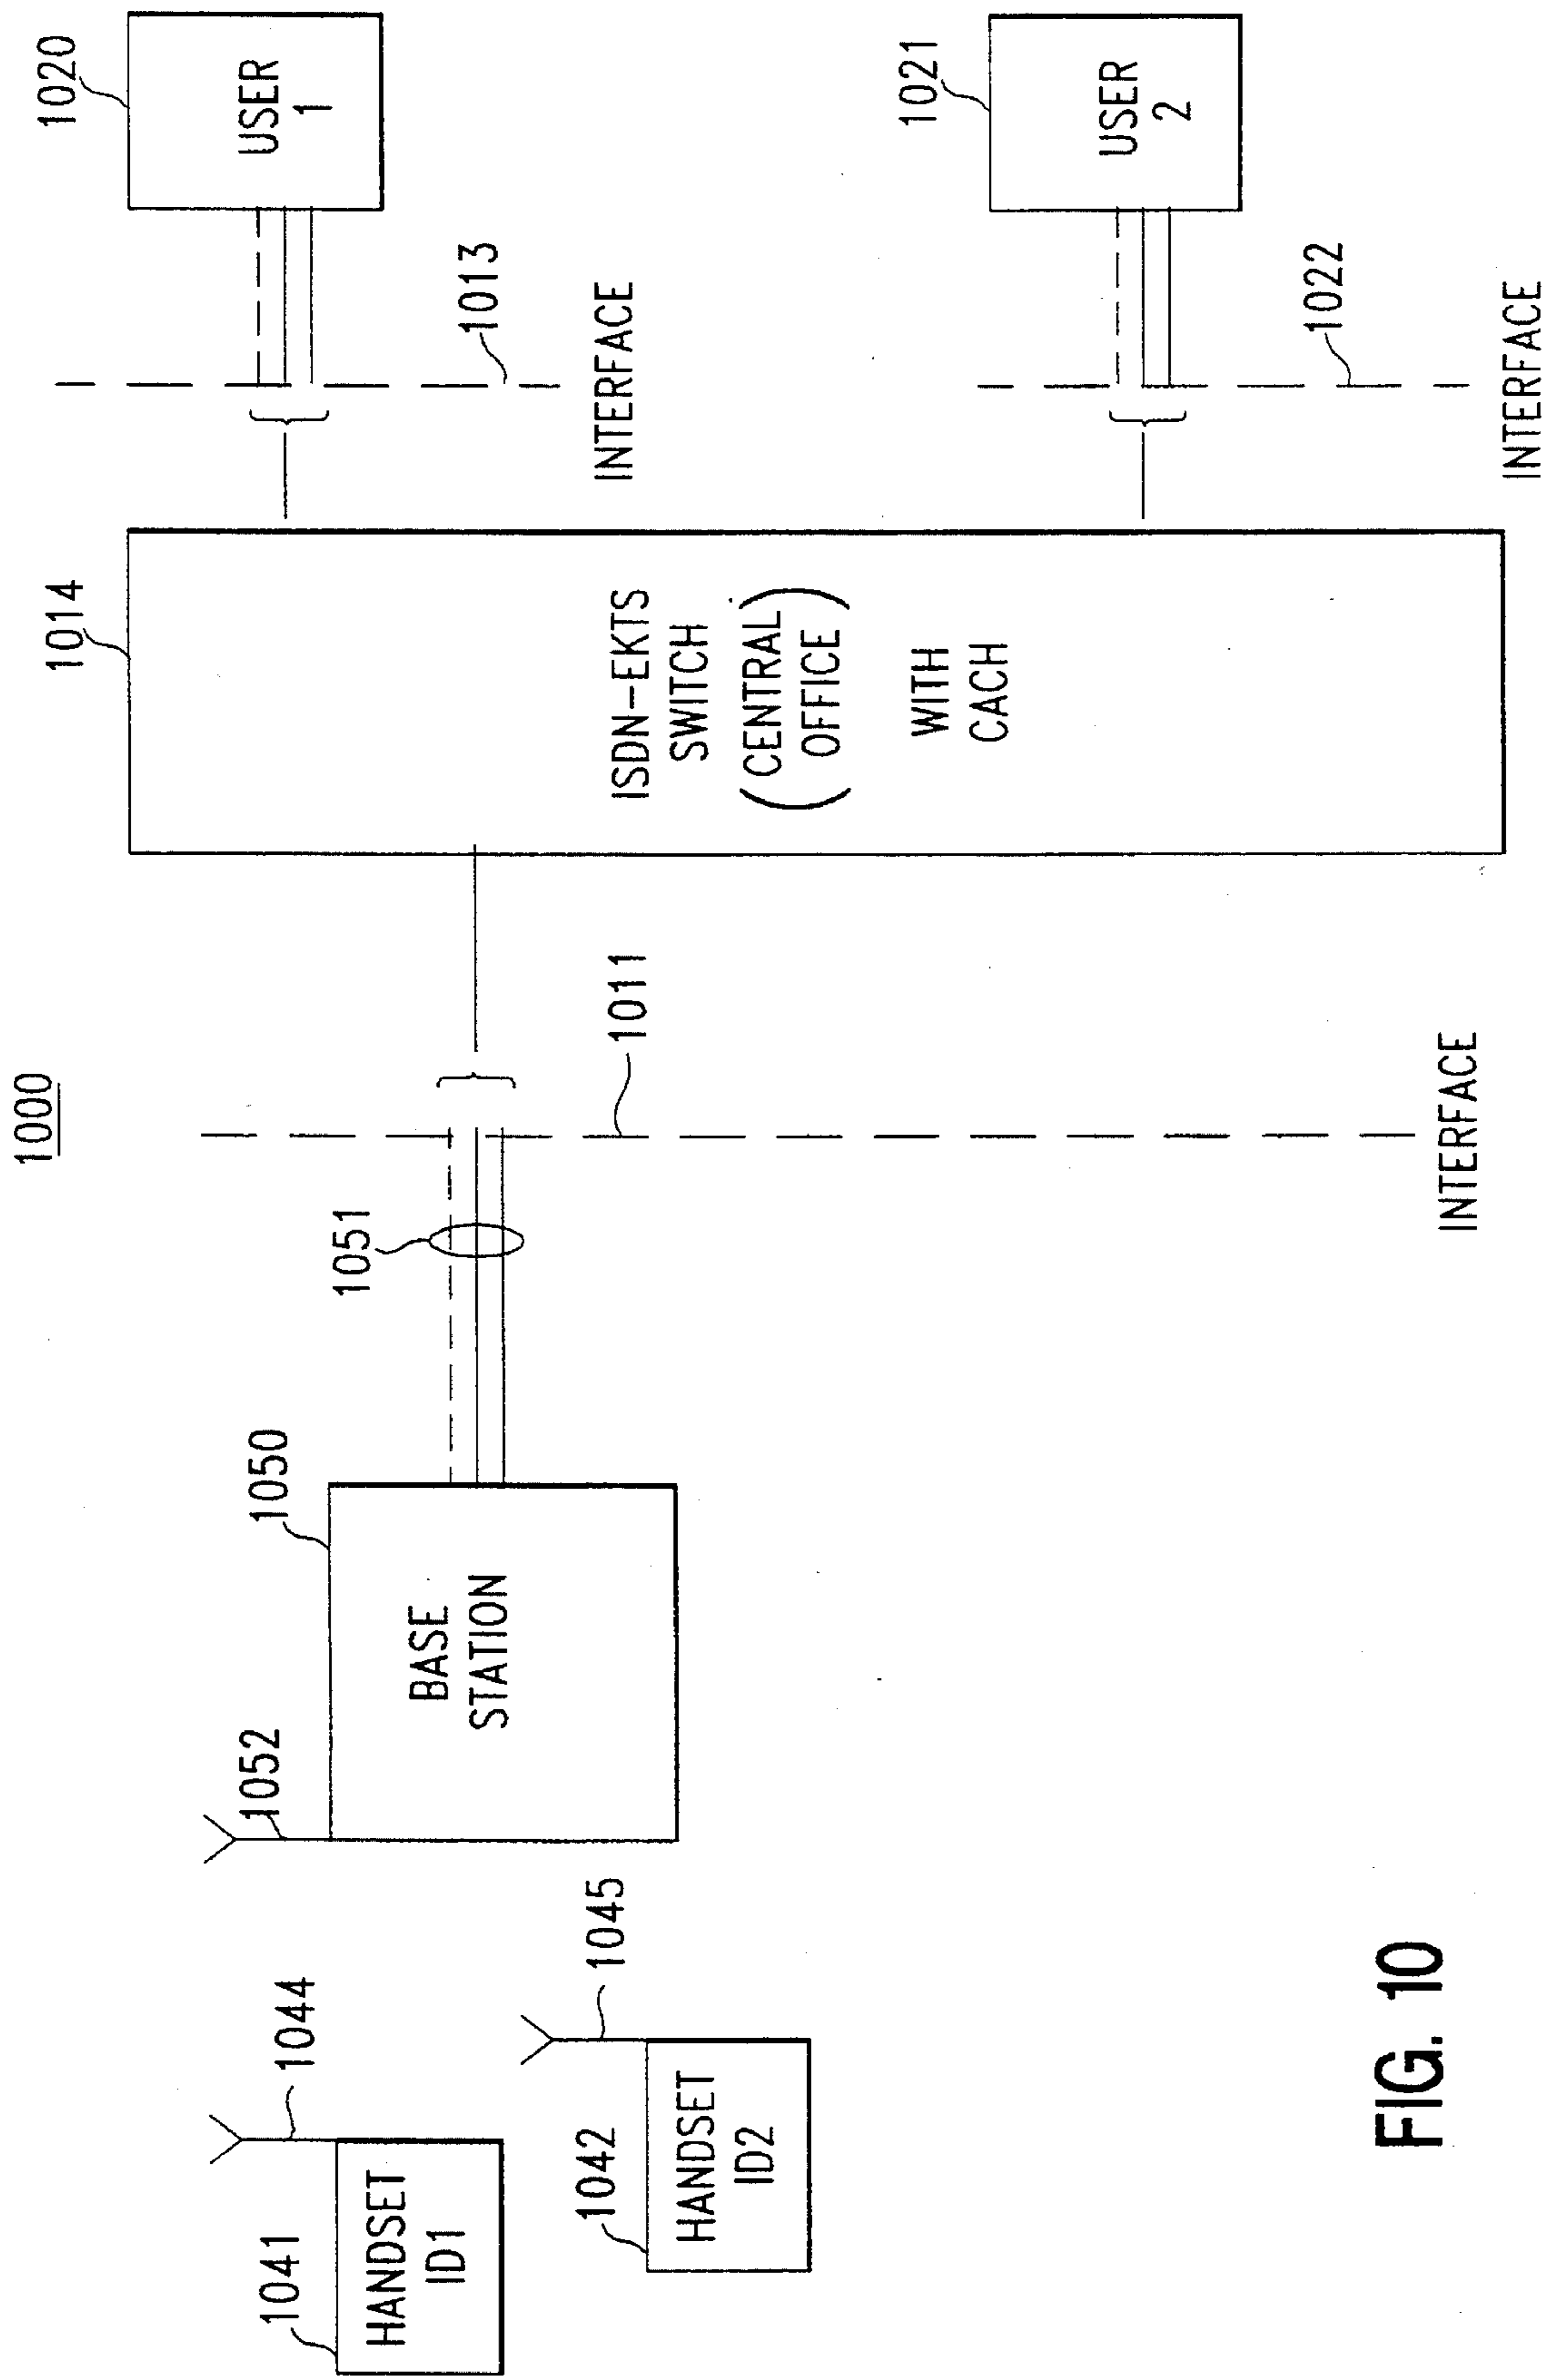 1000
1041
HANDSET
ID1
1044
1042
HANDSET
ID2
1045
1052
1050
BASE
STATION
1051
1011
INTERFACE
1014
ISDN-EKTS
SWITCH
(CENTRAL
OFFICE)
WITH
CACH
1013
INTERFACE
1020
USER
1
1022
INTERFACE
1021
USER
2
FIG. 10